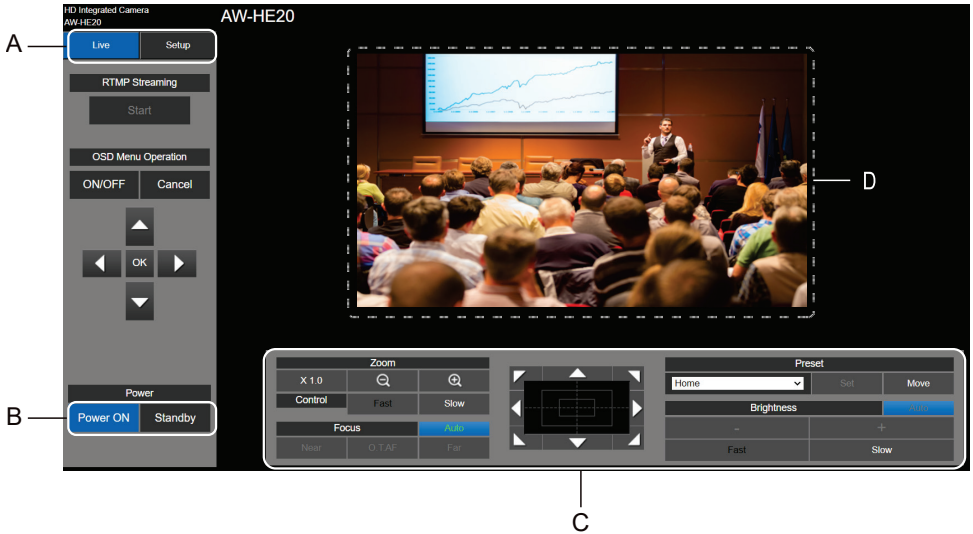 HD Integrated Camera
AW-HE20
AW-HE20
A
Live Setup
RTMP Streaming
Start
OSD Menu Operation
ON/OFF Cancel
OK
D
Power
B
Power ON Standby
Zoom
X 1.0
Control Fast Slow
Focus Auto
Near O.T.AF Far
Preset
Home Set Move
Brightness Auto
- +
Fast Slow
C